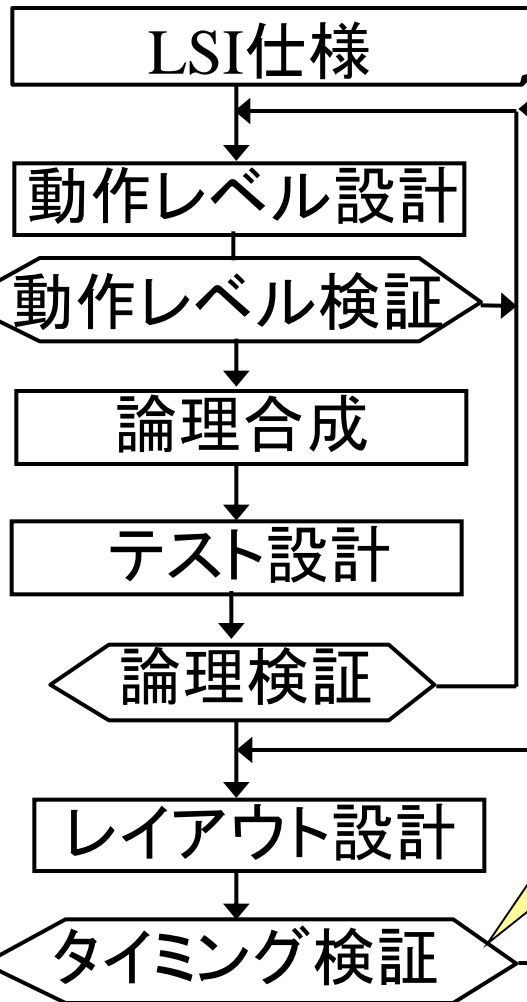 LSI仕様
動作レベル設計
動作レベル検証
論理合成
テスト設計
論理検証
レイアウト設計
タイミング検証